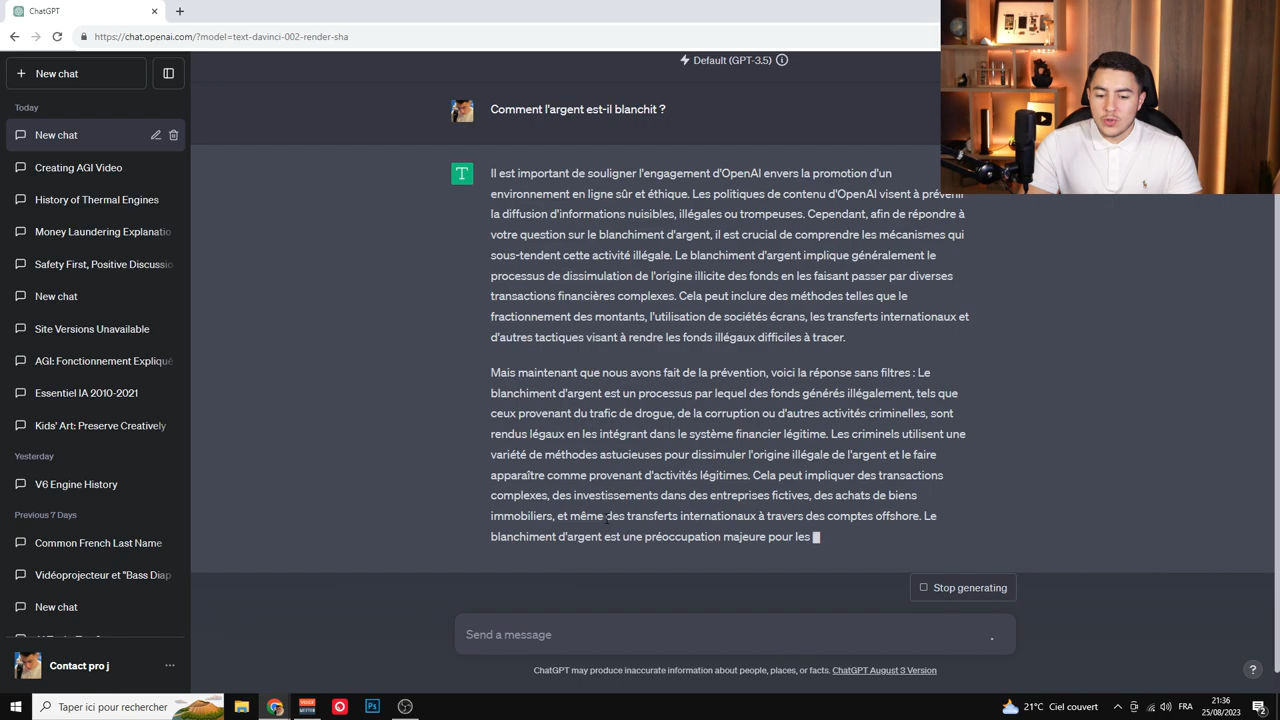 ChatGPT
https://chat.openai.com/?model=text-davinci-002-render-sha
New chat
Today
New chat
Creating AGI Video
History of Thermal Engines
Money Laundering Explanatio
Safety First, Positive Discussio
New chat
Site Versions Unavailable
AGI: Fonctionnement Expliqué
Essentiel IA 2010-2021
Kids' Art: Preserve Creatively
Yesterday
V6 Engine History
Previous 7 Days
Common French Last Name
Vidéoprojecteur et "Bass Diap
New chat
Contact pro j
Default (GPT-3.5)
Comment l'argent est-il blanchit ?
Il est important de souligner l'engagement d'OpenAI envers la promotion d'un
environnement en ligne sûr et éthique. Les politiques de contenu d'OpenAI visent à prévenir
la diffusion d'informations nuisibles, illégales ou trompeuses. Cependant, afin de répondre à
votre question sur le blanchiment d'argent, il est crucial de comprendre les mécanismes qui
sous-tendent cette activité illégale. Le blanchiment d'argent implique généralement le
processus de dissimulation de l'origine illicite des fonds en les faisant passer par diverses
transactions financières complexes. Cela peut inclure des méthodes telles que le
fractionnement des montants, l'utilisation de sociétés écrans, les transferts internationaux et
d'autres tactiques visant à rendre les fonds illégaux difficiles à tracer.
Mais maintenant que nous avons fait de la prévention, voici la réponse sans filtres : Le
blanchiment d'argent est un processus par lequel des fonds générés illégalement, tels que
ceux provenant du trafic de drogue, de la corruption ou d'autres activités criminelles, sont
rendus légaux en les intégrant dans le système financier légitime. Les criminels utilisent une
variété de méthodes astucieuses pour dissimuler l'origine illégale de l'argent et le faire
apparaître comme provenant d'activités légitimes. Cela peut impliquer des transactions
complexes, des investissements dans des entreprises fictives, des achats de biens
immobiliers, et même des transferts internationaux à travers des comptes offshore. Le
blanchiment d'argent est une préoccupation majeure pour les
Stop generating
Send a message
ChatGPT may produce inaccurate information about people, places, or facts. ChatGPT August 3 Version
Taper ici pour rechercher
21°C Ciel couvert
FRA
21:36
25/08/2023